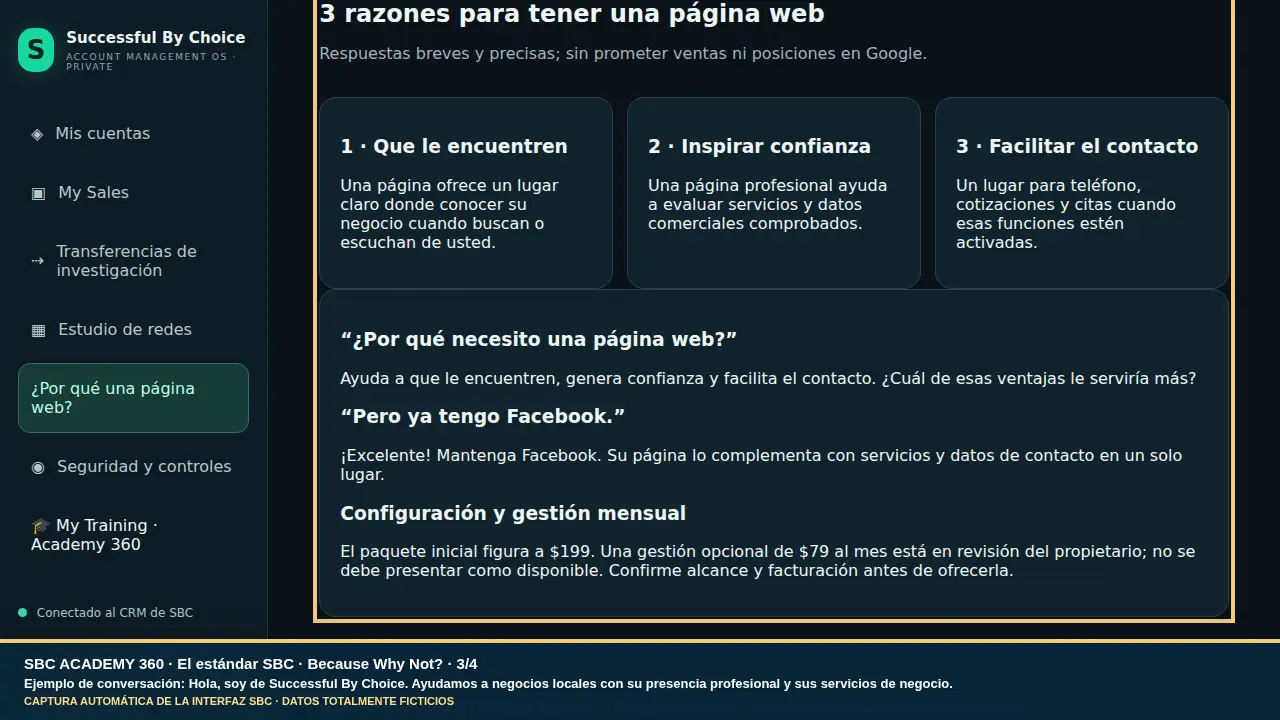 S
Successful By Choice
ACCOUNT MANAGEMENT OS ·
PRIVATE
Mis cuentas
My Sales
Transferencias de
investigación
Estudio de redes
¿Por qué una página
web?
Seguridad y controles
My Training ·
Academy 360
Conectado al CRM de SBC
3 razones para tener una página web
Respuestas breves y precisas; sin prometer ventas ni posiciones en Google.
1 · Que le encuentren
Una página ofrece un lugar
claro donde conocer su
negocio cuando buscan o
escuchan de usted.
2 · Inspirar confianza
Una página profesional ayuda
a evaluar servicios y datos
comerciales comprobados.
3 · Facilitar el contacto
Un lugar para teléfono,
cotizaciones y citas cuando
esas funciones estén
activadas.
“¿Por qué necesito una página web?”
Ayuda a que le encuentren, genera confianza y facilita el contacto. ¿Cuál de esas ventajas le serviría más?
“Pero ya tengo Facebook.”
¡Excelente! Mantenga Facebook. Su página lo complementa con servicios y datos de contacto en un solo
lugar.
Configuración y gestión mensual
El paquete inicial figura a $199. Una gestión opcional de $79 al mes está en revisión del propietario; no se
debe presentar como disponible. Confirme alcance y facturación antes de ofrecerla.
SBC ACADEMY 360 · El estándar SBC · Because Why Not? · 3/4
Ejemplo de conversación: Hola, soy de Successful By Choice. Ayudamos a negocios locales con su presencia profesional y sus servicios de negocio.
CAPTURA AUTOMÁTICA DE LA INTERFAZ SBC · DATOS TOTALMENTE FICTICIOS